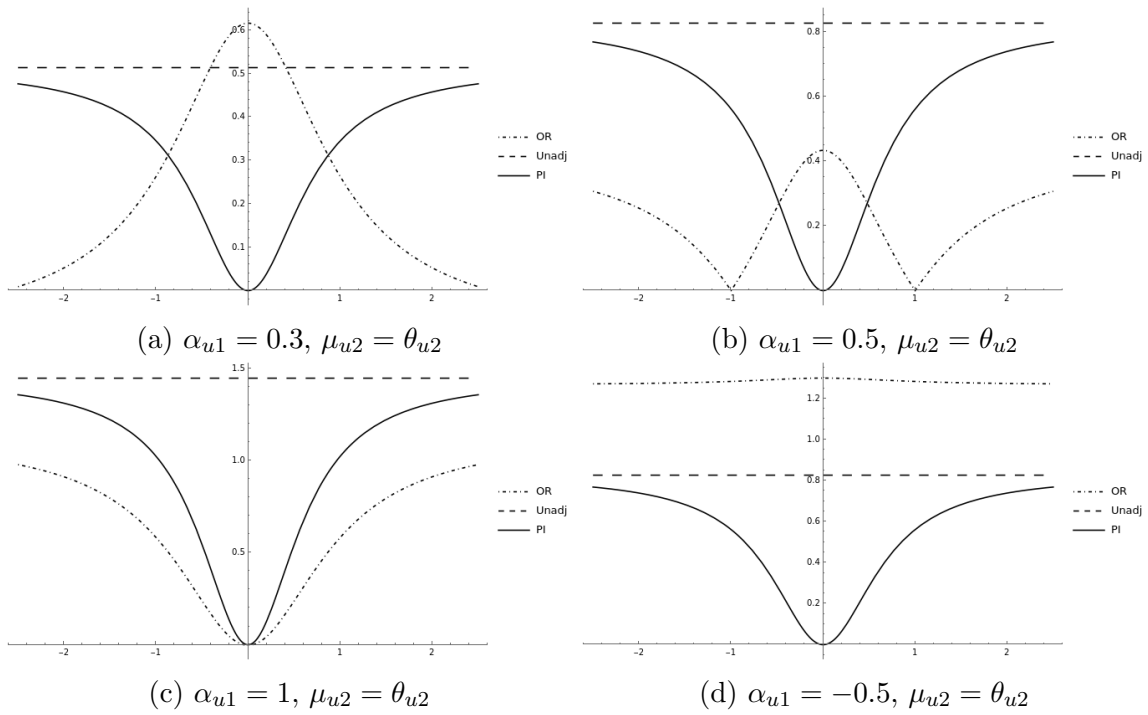 0.6
0.5
0.4
0.3
0.2
0.1
−2
−1
1
2
OR
Unadj
PI
(a) α_{u1} = 0.3, μ_{u2} = θ_{u2}
0.8
0.6
0.4
0.2
−2
−1
1
2
OR
Unadj
PI
(b) α_{u1} = 0.5, μ_{u2} = θ_{u2}
1.5
1.0
0.5
−2
−1
1
2
OR
Unadj
PI
(c) α_{u1} = 1, μ_{u2} = θ_{u2}
1.2
1.0
0.8
0.6
0.4
0.2
−2
−1
1
2
OR
Unadj
PI
(d) α_{u1} = −0.5, μ_{u2} = θ_{u2}